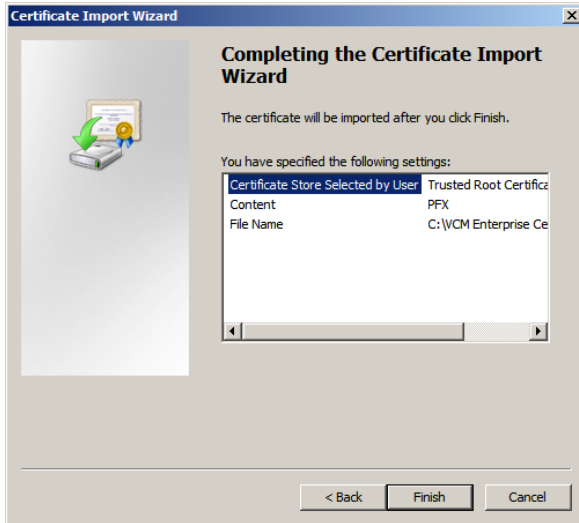 Certificate Import Wizard
Completing the Certificate Import
Wizard
The certificate will be imported after you click Finish.
You have specified the following settings:
Certificate Store Selected by User Trusted Root Certifica
Content PFX
File Name C:\VCM Enterprise Ce
< Back Finish Cancel